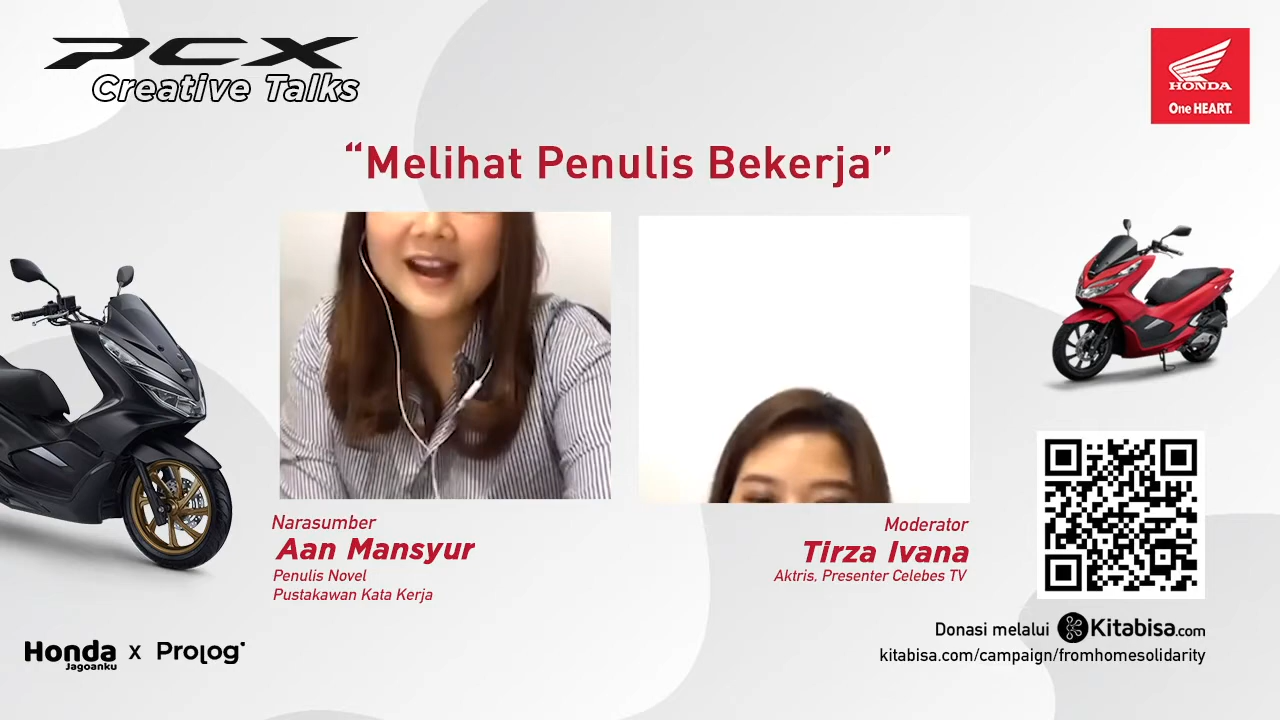 PCX
Creative Talks
HONDA
One HEART.
“Melihat Penulis Bekerja”
Narasumber
Aan Mansyur
Penulis Novel
Pustakawan Kata Kerja
Moderator
Tirza Ivana
Aktris, Presenter Celebes TV
Donasi melalui Kitabisa.com
kitabisa.com/campaign/fromhomesolidarity
Honda x Prolog
Jagoanku